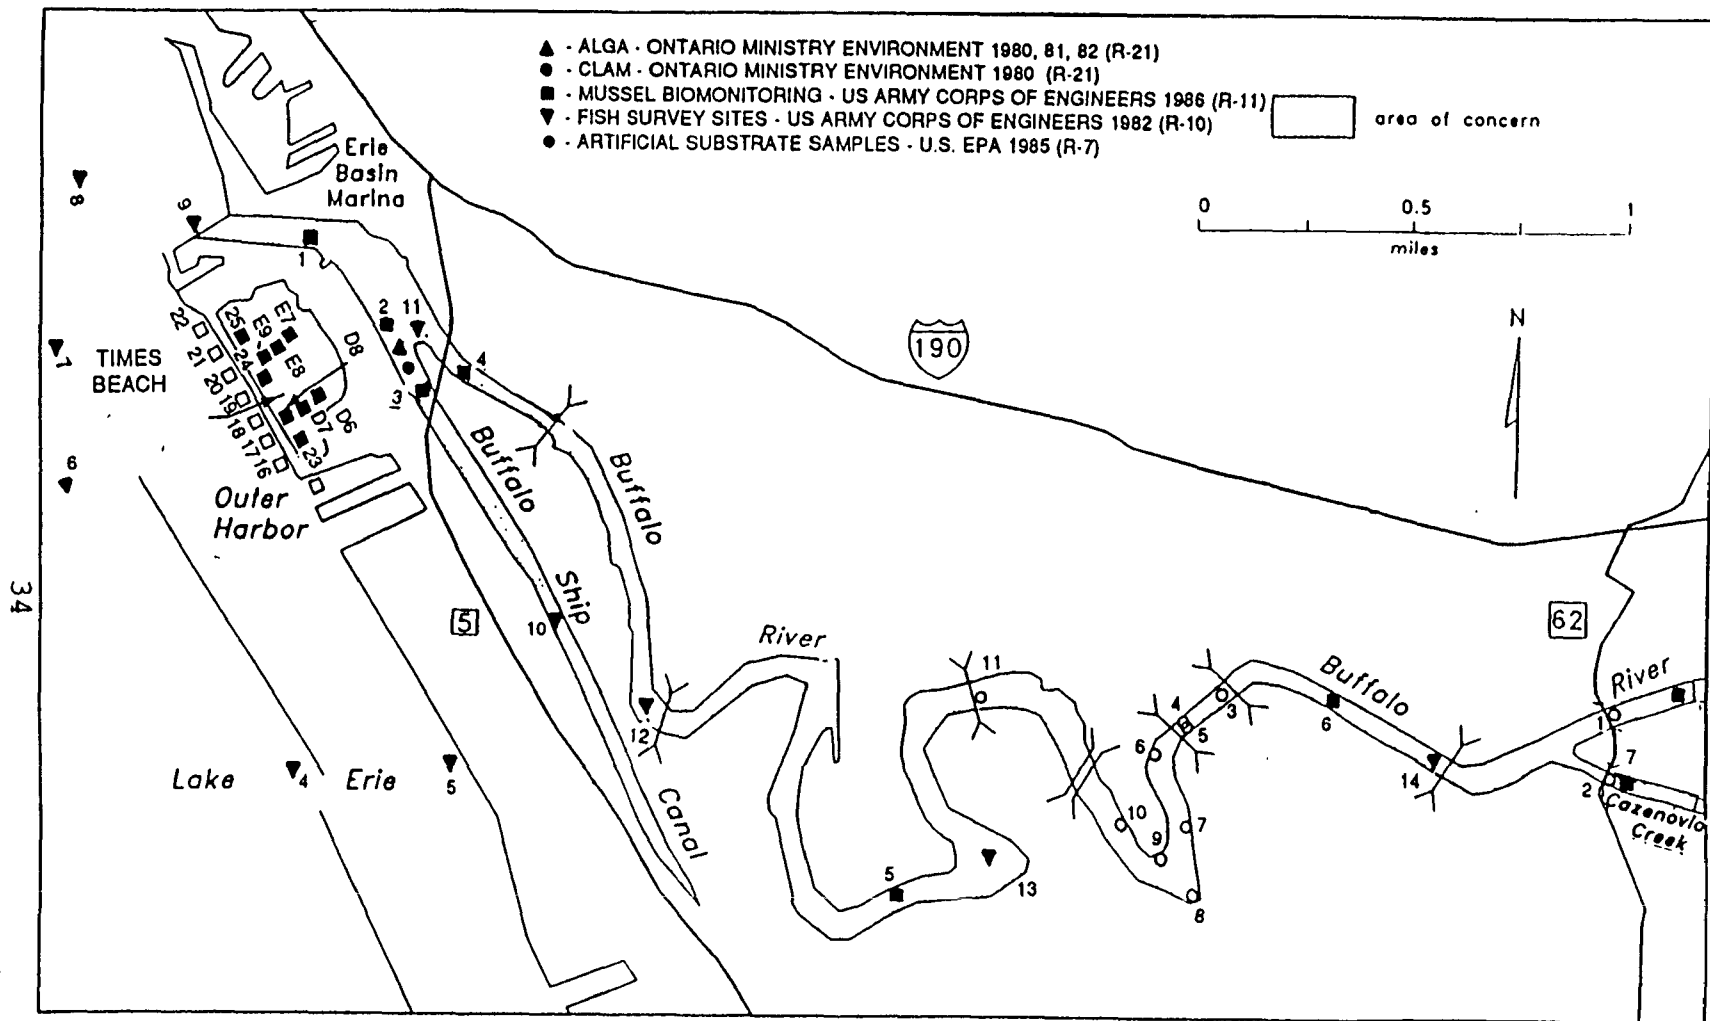 - ALGA - ONTARIO MINISTRY ENVIRONMENT 1980, 81, 82 (R-21)
- CLAM - ONTARIO MINISTRY ENVIRONMENT 1980 (R-21)
- MUSSEL BIOMONITORING - US ARMY CORPS OF ENGINEERS 1986 (R-11)
- FISH SURVEY SITES - US ARMY CORPS OF ENGINEERS 1982 (R-10)
- ARTIFICIAL SUBSTRATE SAMPLES - U.S. EPA 1985 (R-7)
area of concern
0 0.5 1
miles
N
Erie
Basin
Marina
8
9
1
2 11
3
4
7
TIMES
BEACH
22
21
20
19
18
17
16
25
24
E9
E7
E8
D8
D7
D6
23
6
Outer
Harbor
190
Buffalo
Ship
Canal
Buffalo
River
5
10
12
Lake Erie
4
5
5
13
11
10
9
8
7
6
5
4
3
Buffalo
River
6
14
62
1
2
7
Cazenovia
Creek
34